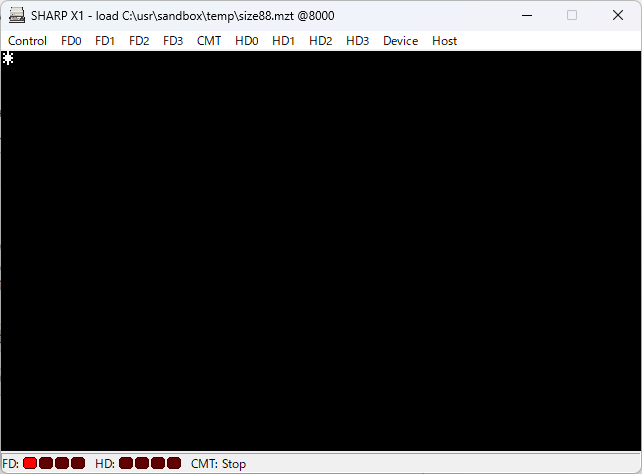 SHARP X1 - load C:\usr\sandbox\temp\size88.mzt @8000
Control FD0 FD1 FD2 FD3 CMT HD0 HD1 HD2 HD3 Device Host
*
FD: HD: CMT: Stop